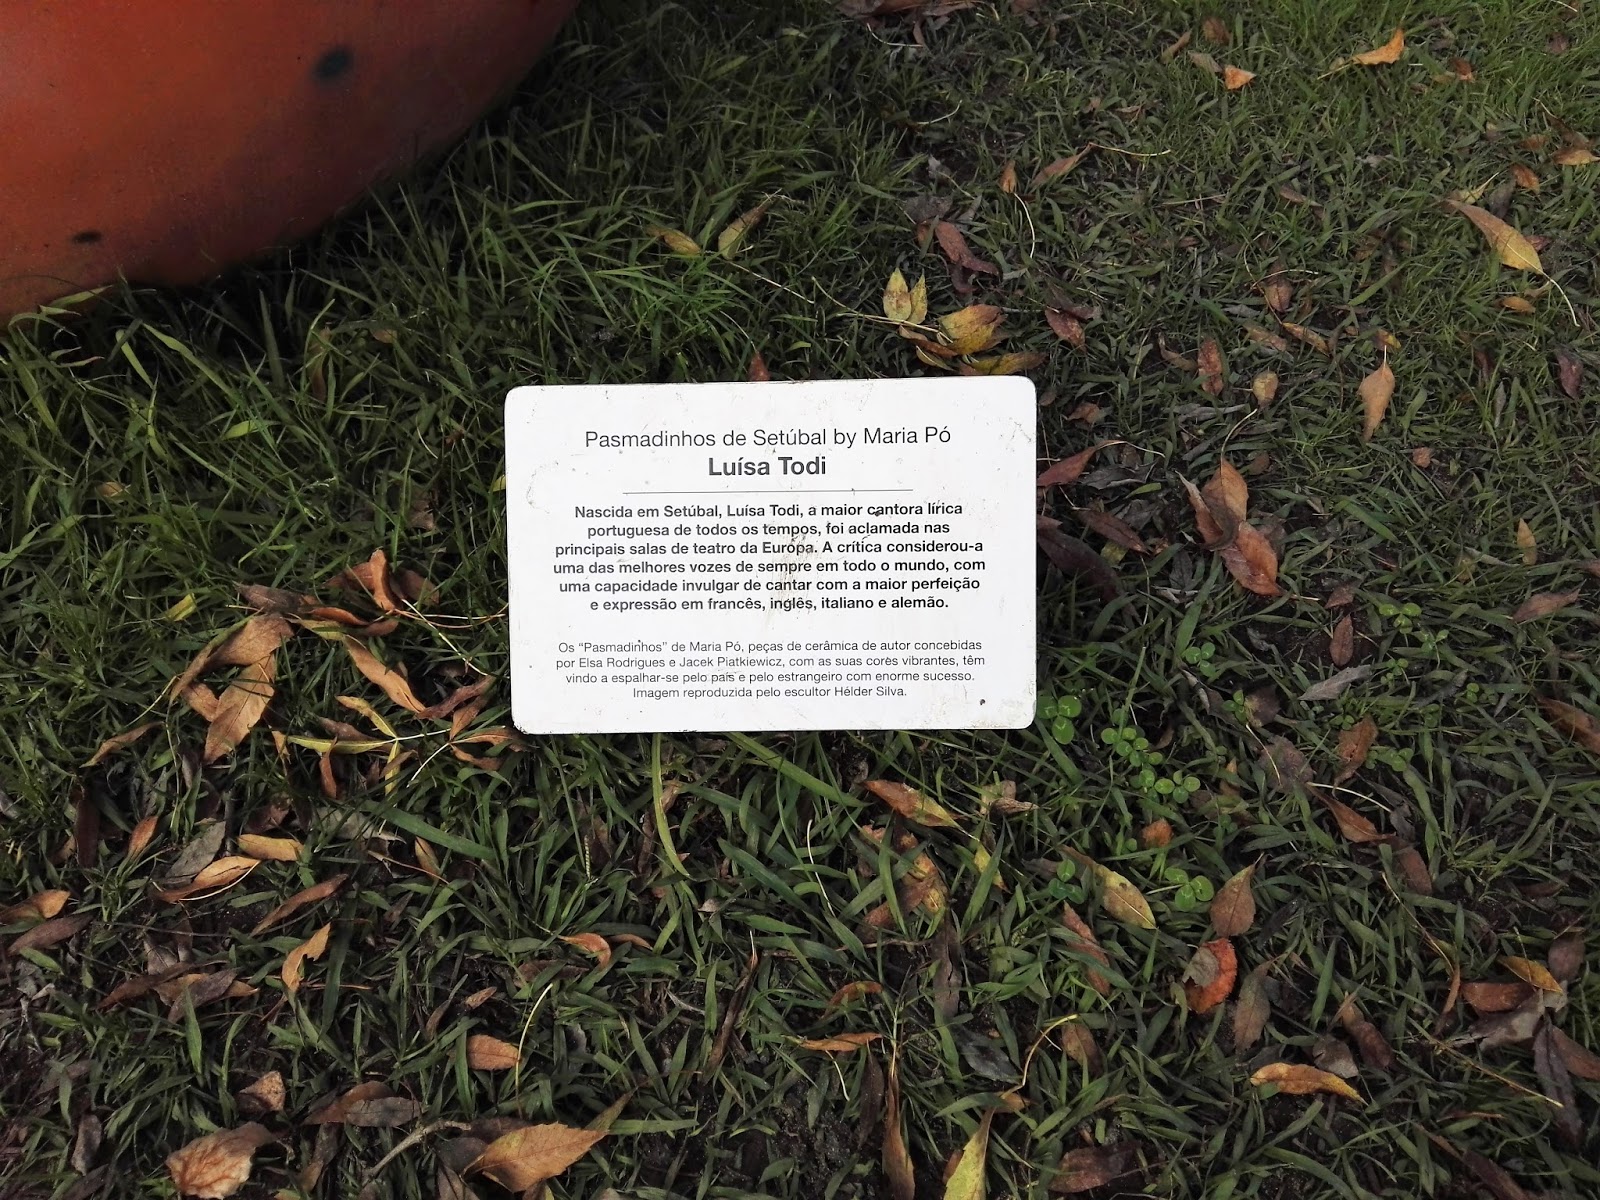 Pasmadinhos de Setúbal by Maria Pó
Luísa Todi
Nascida em Setúbal, Luísa Todi, a maior cantora lírica
portuguesa de todos os tempos, foi aclamada nas
principais salas de teatro da Europa. A crítica considerou-a
uma das melhores vozes de sempre em todo o mundo, com
uma capacidade invulgar de cantar com a maior perfeição
e expressão em francês, inglês, italiano e alemão.
Os “Pasmadinhos” de Maria Pó, peças de cerâmica de autor concebidas
por Elsa Rodrigues e Jacek Piatkiewicz, com as suas cores vibrantes, têm
vindo a espalhar-se pelo país e pelo estrangeiro com enorme sucesso.
Imagem reproduzida pelo escultor Hélder Silva.